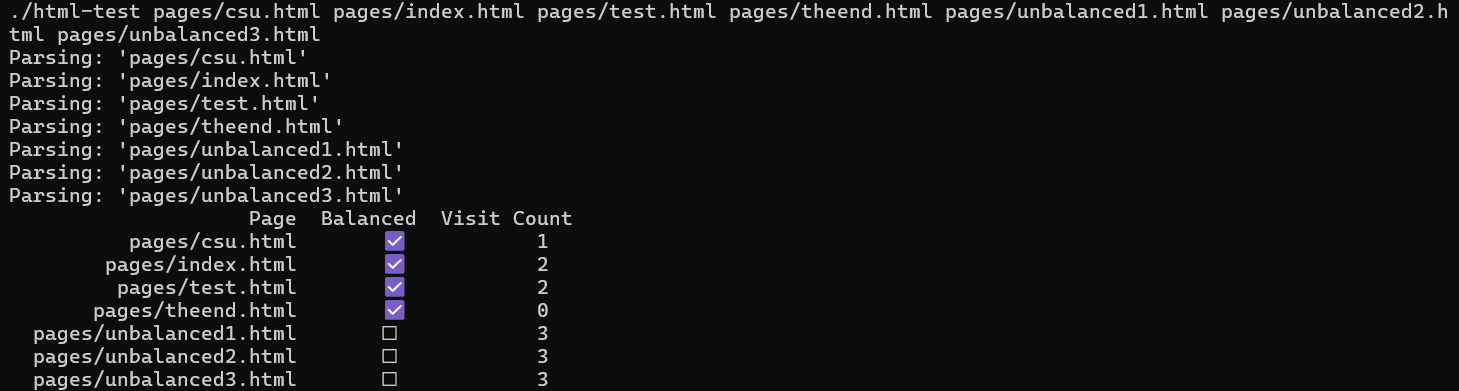 ./html-test pages/csu.html pages/index.html pages/test.html pages/theend.html pages/unbalanced1.html pages/unbalanced2.h
tml pages/unbalanced3.html
Parsing: 'pages/csu.html'
Parsing: 'pages/index.html'
Parsing: 'pages/test.html'
Parsing: 'pages/theend.html'
Parsing: 'pages/unbalanced1.html'
Parsing: 'pages/unbalanced2.html'
Parsing: 'pages/unbalanced3.html'
Page Balanced Visit Count
pages/csu.html ✅ 1
pages/index.html ✅ 2
pages/test.html ✅ 2
pages/theend.html ✅ 0
pages/unbalanced1.html ☐ 3
pages/unbalanced2.html ☐ 3
pages/unbalanced3.html ☐ 3